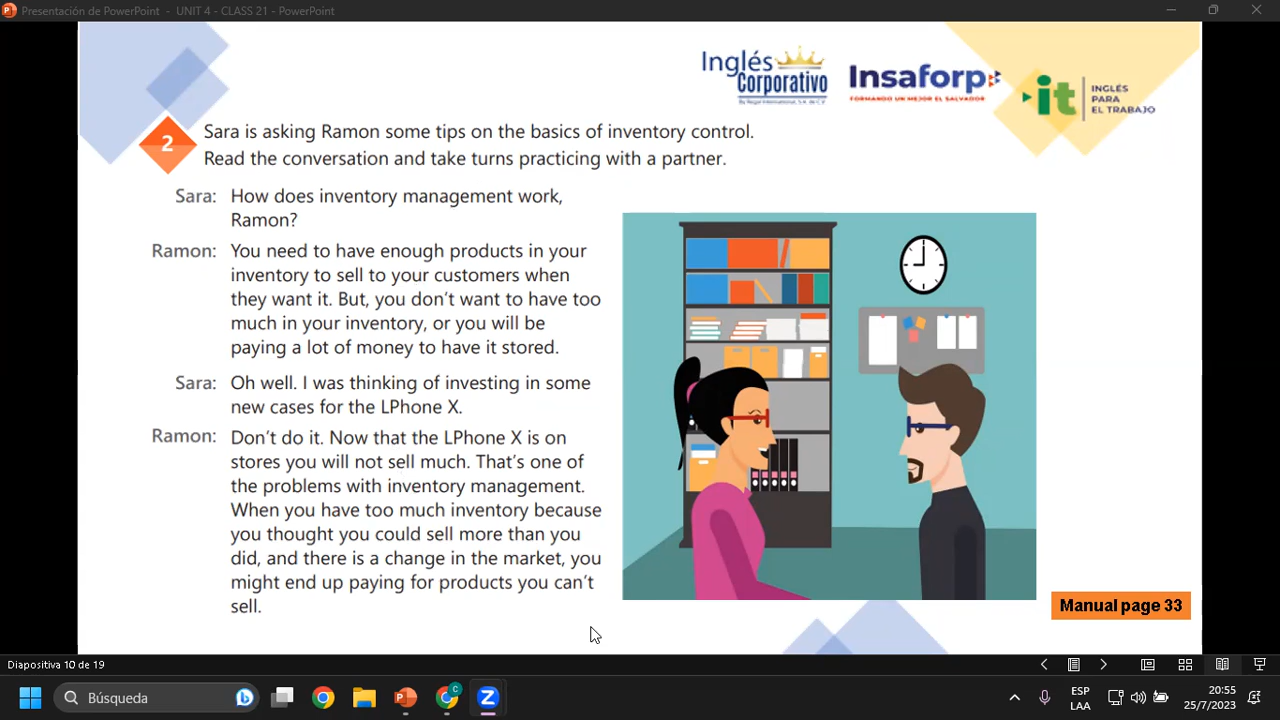 Presentación de PowerPoint - UNIT 4 - CLASS 21 - PowerPoint
Inglés
Corporativo
By Regal International, S.A. de C.V.
Insaforp
FORMANDO UN MEJOR EL SALVADOR
it
INGLÉS
PARA
EL TRABAJO
2
Sara is asking Ramon some tips on the basics of inventory control.
Read the conversation and take turns practicing with a partner.
Sara: How does inventory management work,
Ramon?
Ramon: You need to have enough products in your
inventory to sell to your customers when
they want it. But, you don't want to have too
much in your inventory, or you will be
paying a lot of money to have it stored.
Sara: Oh well. I was thinking of investing in some
new cases for the LPhone X.
Ramon: Don't do it. Now that the LPhone X is on
stores you will not sell much. That's one of
the problems with inventory management.
When you have too much inventory because
you thought you could sell more than you
did, and there is a change in the market, you
might end up paying for products you can't
sell.
Manual page 33
Diapositiva 10 de 19
Búsqueda
ESP
LAA
20:55
25/7/2023